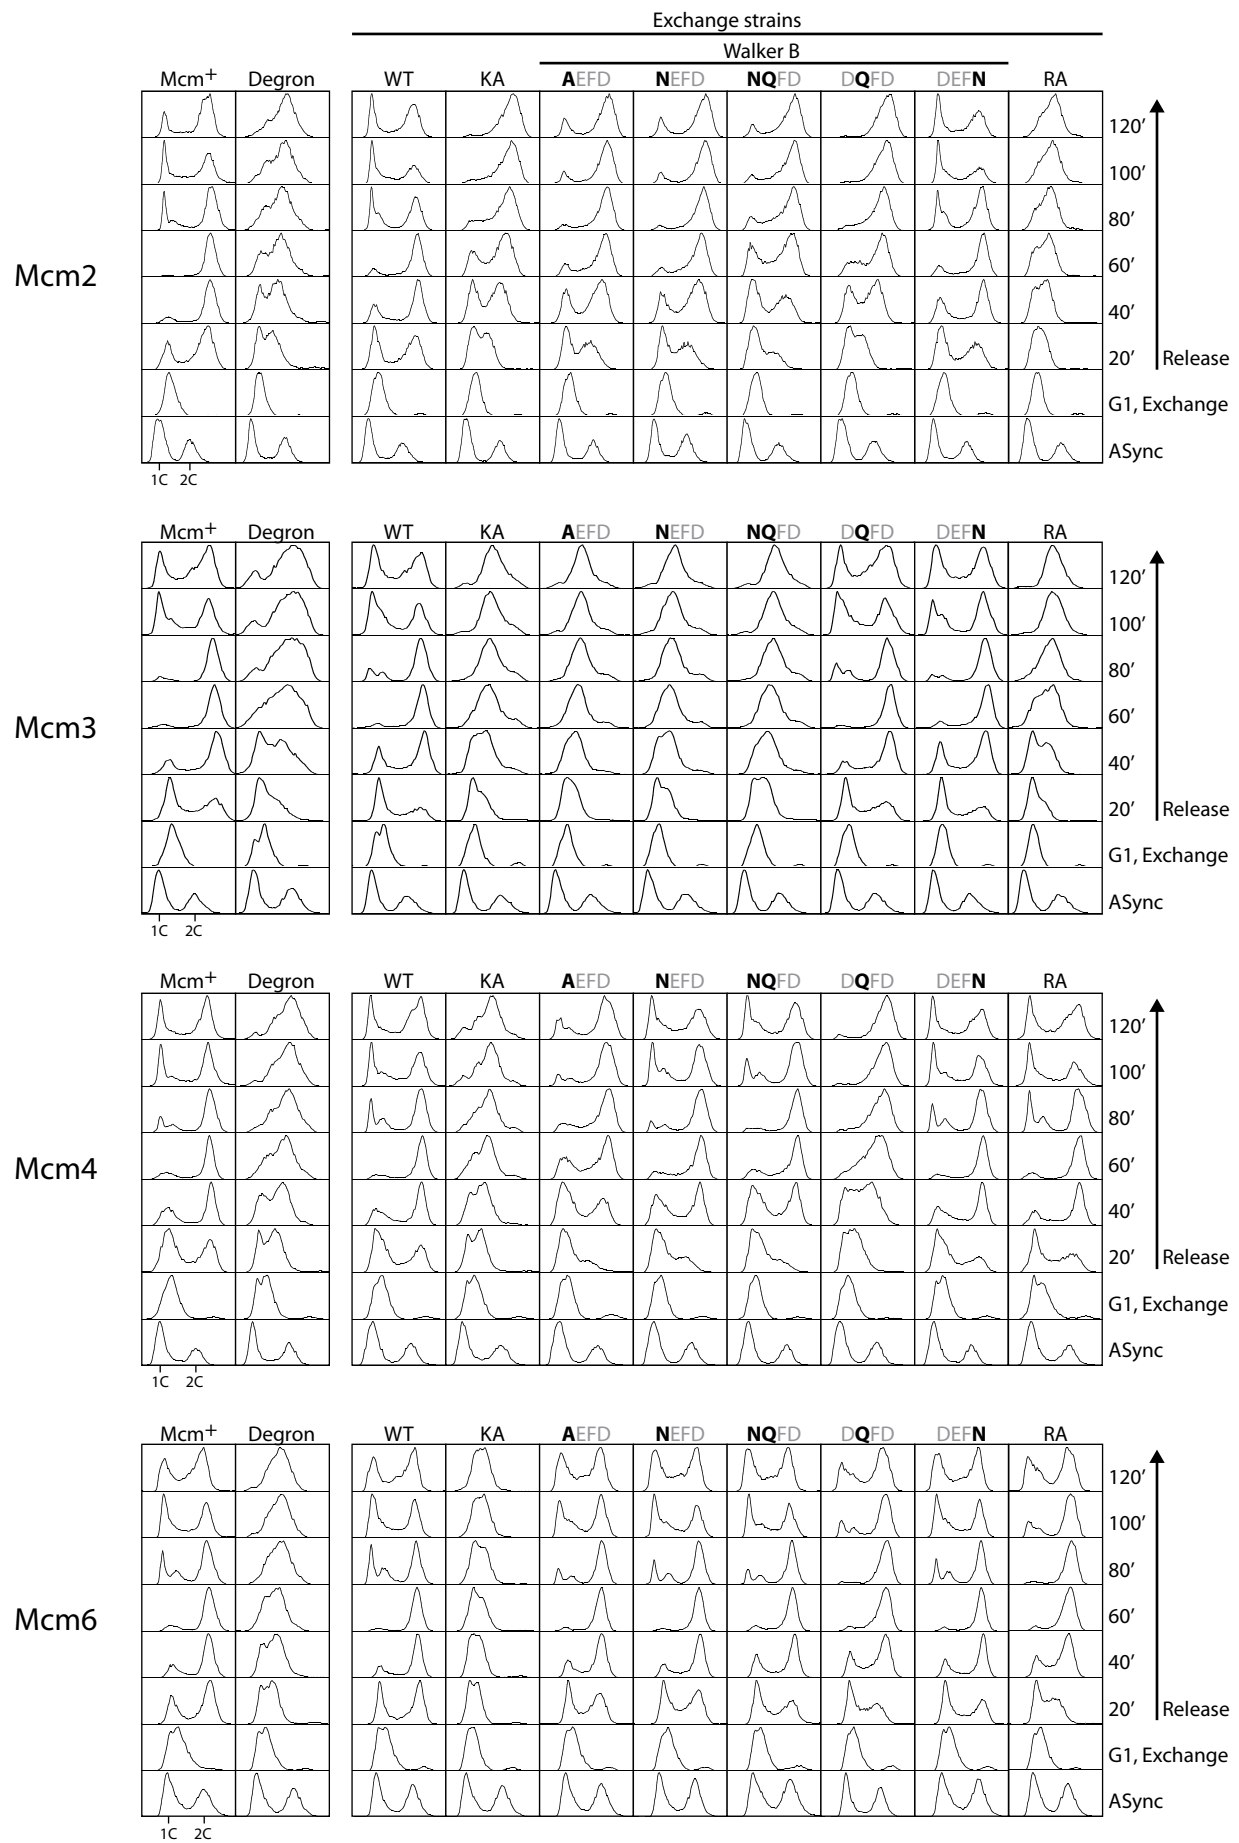 Exchange strains
Walker B
Mcm+ Degron WT KA AEFD NEFD NQFD DQFD DEFN RA
120′
100′
80′
60′
Mcm2
40′
20′ Release
G1, Exchange
ASync
1C 2C
Mcm+ Degron WT KA AEFD NEFD NQFD DQFD DEFN RA
120′
100′
80′
60′
Mcm3
40′
20′ Release
G1, Exchange
ASync
1C 2C
Mcm+ Degron WT KA AEFD NEFD NQFD DQFD DEFN RA
120′
100′
80′
60′
Mcm4
40′
20′ Release
G1, Exchange
ASync
1C 2C
Mcm+ Degron WT KA AEFD NEFD NQFD DQFD DEFN RA
120′
100′
80′
60′
Mcm6
40′
20′ Release
G1, Exchange
ASync
1C 2C